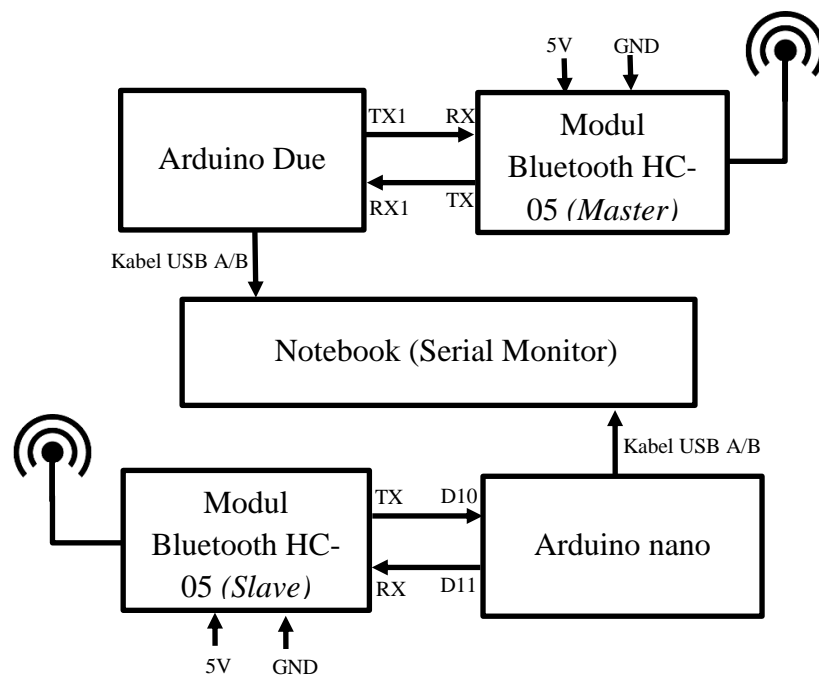 5V
GND
TX1
RX
Arduino Due
Modul
Bluetooth HC-
05 (Master)
RX1
TX
Kabel USB A/B
Notebook (Serial Monitor)
Kabel USB A/B
Modul
Bluetooth HC-
05 (Slave)
TX
D10
Arduino nano
RX
D11
5V
GND